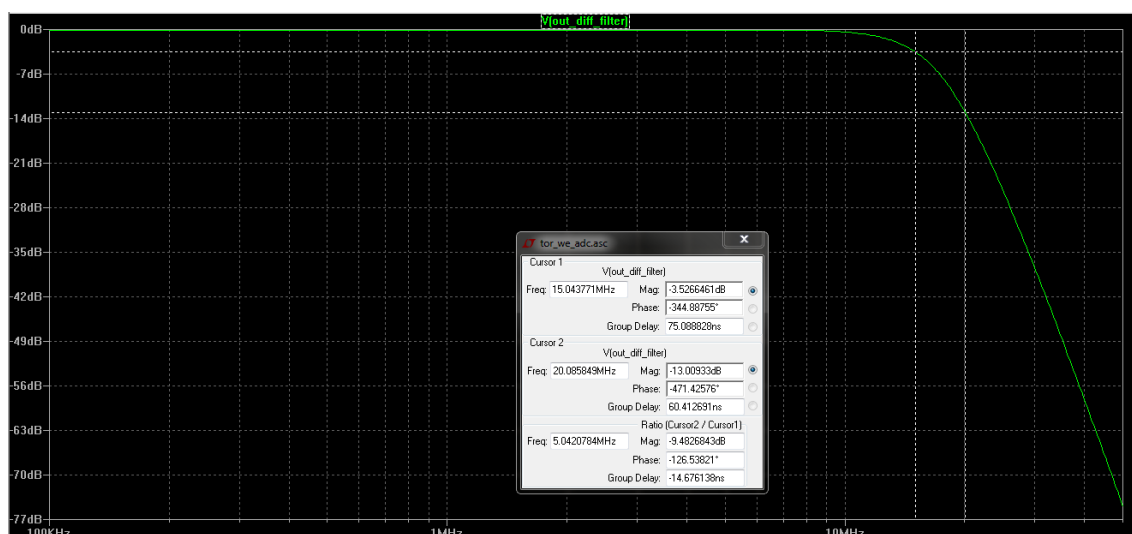 V(out_diff_filter)
0dB
-7dB
-14dB
-21dB
-28dB
-35dB
-42dB
-49dB
-56dB
-63dB
-70dB
-77dB
100KHz
1MHz
10MHz
tor_we_adc.asc
x
Cursor 1
V(out_diff_filter)
Freq: 15.043771MHz Mag: -3.5266461dB
Phase: -344.88755°
Group Delay: 75.088828ns
Cursor 2
V(out_diff_filter)
Freq: 20.085849MHz Mag: -13.00933dB
Phase: -471.42576°
Group Delay: 60.412691ns
Ratio (Cursor2 / Cursor1)
Freq: 5.0420784MHz Mag: -9.4826843dB
Phase: -126.53821°
Group Delay: -14.676138ns